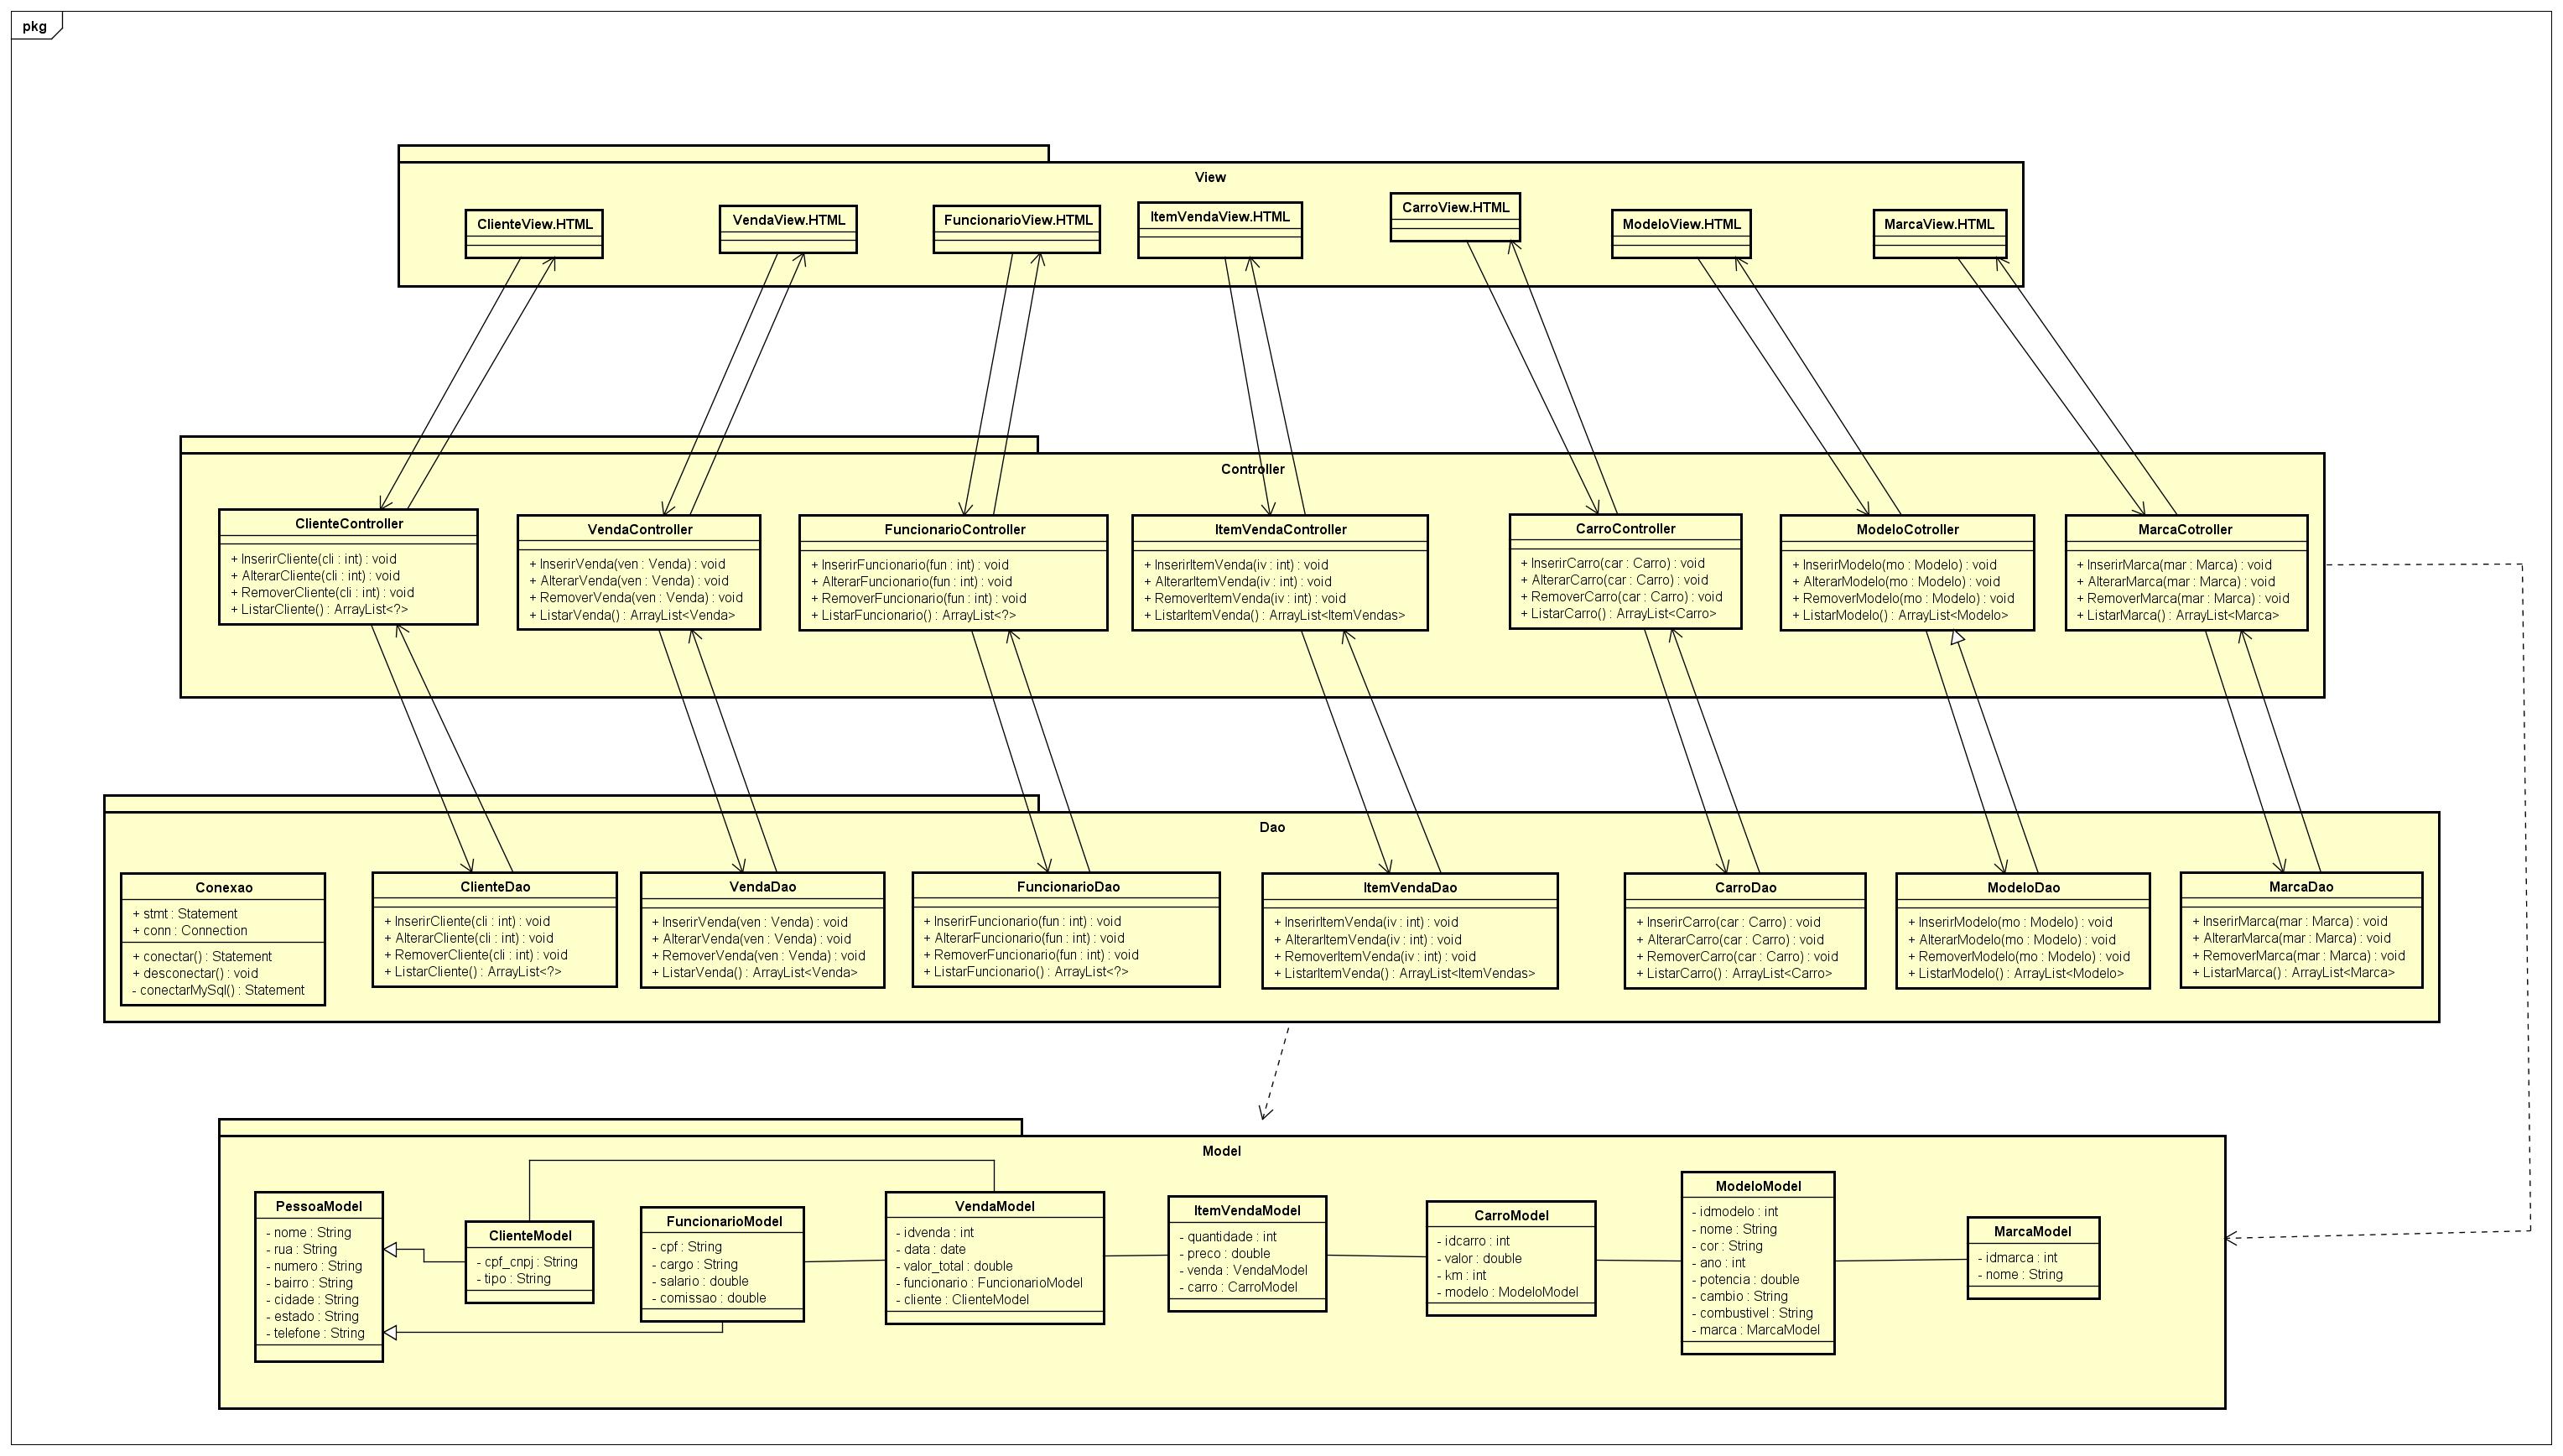 pkg
View
ClienteView.HTML
VendaView.HTML
FuncionarioView.HTML
ItemVendaView.HTML
CarroView.HTML
ModeloView.HTML
MarcaView.HTML
Controller
ClienteController
+ InserirCliente(cli : int) : void
+ AlterarCliente(cli : int) : void
+ RemoverCliente(cli : int) : void
+ ListarCliente() : ArrayList<?>
VendaController
+ InserirVenda(ven : Venda) : void
+ AlterarVenda(ven : Venda) : void
+ RemoverVenda(ven : Venda) : void
+ ListarVenda() : ArrayList<Venda>
FuncionarioController
+ InserirFuncionario(fun : int) : void
+ AlterarFuncionario(fun : int) : void
+ RemoverFuncionario(fun : int) : void
+ ListarFuncionario() : ArrayList<?>
ItemVendaController
+ InserirItemVenda(iv : int) : void
+ AlterarItemVenda(iv : int) : void
+ RemoverItemVenda(iv : int) : void
+ ListarItemVenda() : ArrayList<ItemVendas>
CarroController
+ InserirCarro(car : Carro) : void
+ AlterarCarro(car : Carro) : void
+ RemoverCarro(car : Carro) : void
+ ListarCarro() : ArrayList<Carro>
ModeloCotroller
+ InserirModelo(mo : Modelo) : void
+ AlterarModelo(mo : Modelo) : void
+ RemoverModelo(mo : Modelo) : void
+ ListarModelo() : ArrayList<Modelo>
MarcaCotroller
+ InserirMarca(mar : Marca) : void
+ AlterarMarca(mar : Marca) : void
+ RemoverMarca(mar : Marca) : void
+ ListarMarca() : ArrayList<Marca>
Dao
Conexao
+ stmt : Statement
+ conn : Connection
+ conectar() : Statement
+ desconectar() : void
- conectarMySql() : Statement
ClienteDao
+ InserirCliente(cli : int) : void
+ AlterarCliente(cli : int) : void
+ RemoverCliente(cli : int) : void
+ ListarCliente() : ArrayList<?>
VendaDao
+ InserirVenda(ven : Venda) : void
+ AlterarVenda(ven : Venda) : void
+ RemoverVenda(ven : Venda) : void
+ ListarVenda() : ArrayList<Venda>
FuncionarioDao
+ InserirFuncionario(fun : int) : void
+ AlterarFuncionario(fun : int) : void
+ RemoverFuncionario(fun : int) : void
+ ListarFuncionario() : ArrayList<?>
ItemVendaDao
+ InserirItemVenda(iv : int) : void
+ AlterarItemVenda(iv : int) : void
+ RemoverItemVenda(iv : int) : void
+ ListarItemVenda() : ArrayList<ItemVendas>
CarroDao
+ InserirCarro(car : Carro) : void
+ AlterarCarro(car : Carro) : void
+ RemoverCarro(car : Carro) : void
+ ListarCarro() : ArrayList<Carro>
ModeloDao
+ InserirModelo(mo : Modelo) : void
+ AlterarModelo(mo : Modelo) : void
+ RemoverModelo(mo : Modelo) : void
+ ListarModelo() : ArrayList<Modelo>
MarcaDao
+ InserirMarca(mar : Marca) : void
+ AlterarMarca(mar : Marca) : void
+ RemoverMarca(mar : Marca) : void
+ ListarMarca() : ArrayList<Marca>
Model
PessoaModel
- nome : String
- rua : String
- numero : String
- bairro : String
- cidade : String
- estado : String
- telefone : String
ClienteModel
- cpf_cnpj : String
- tipo : String
FuncionarioModel
- cpf : String
- cargo : String
- salario : double
- comissao : double
VendaModel
- idvenda : int
- data : date
- valor_total : double
- funcionario : FuncionarioModel
- cliente : ClienteModel
ItemVendaModel
- quantidade : int
- preco : double
- venda : VendaModel
- carro : CarroModel
CarroModel
- idcarro : int
- valor : double
- km : int
- modelo : ModeloModel
ModeloModel
- idmodelo : int
- nome : String
- cor : String
- ano : int
- potencia : double
- cambio : String
- combustivel : String
- marca : MarcaModel
MarcaModel
- idmarca : int
- nome : String